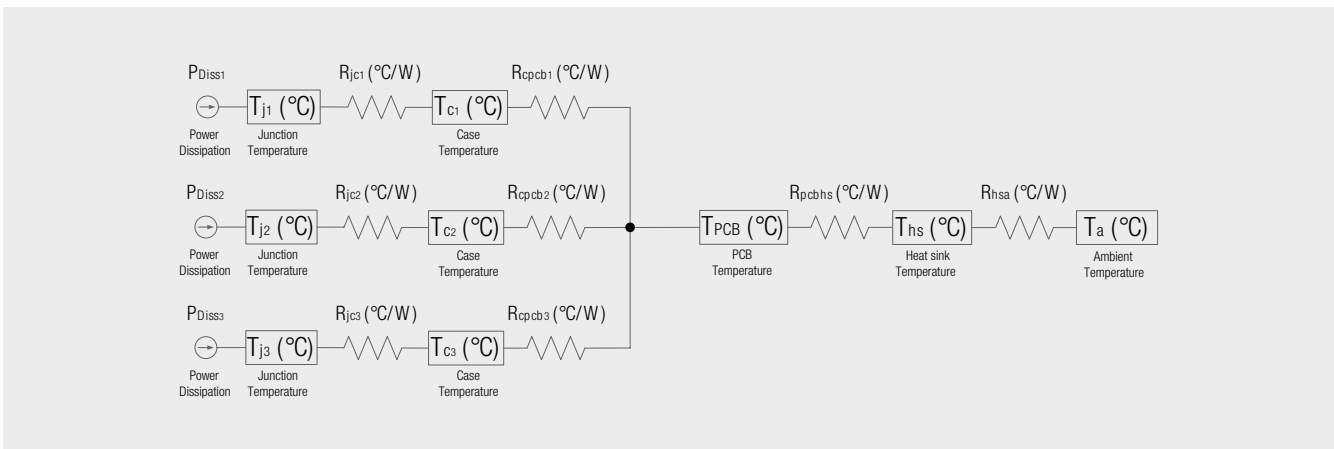 PDiss1
Rjc1 (°C/W)
Rcpcb1 (°C/W)
Tj1 (°C)
Tc1 (°C)
Power
Dissipation
Junction
Temperature
Case
Temperature
PDiss2
Rjc2 (°C/W)
Rcpcb2 (°C/W)
Rpcbhs (°C/W)
Rhsa (°C/W)
Tj2 (°C)
Tc2 (°C)
TPCB (°C)
Ths (°C)
Ta (°C)
Power
Dissipation
Junction
Temperature
Case
Temperature
PCB
Temperature
Heat sink
Temperature
Ambient
Temperature
PDiss3
Rjc3 (°C/W)
Rcpcb3 (°C/W)
Tj3 (°C)
Tc3 (°C)
Power
Dissipation
Junction
Temperature
Case
Temperature